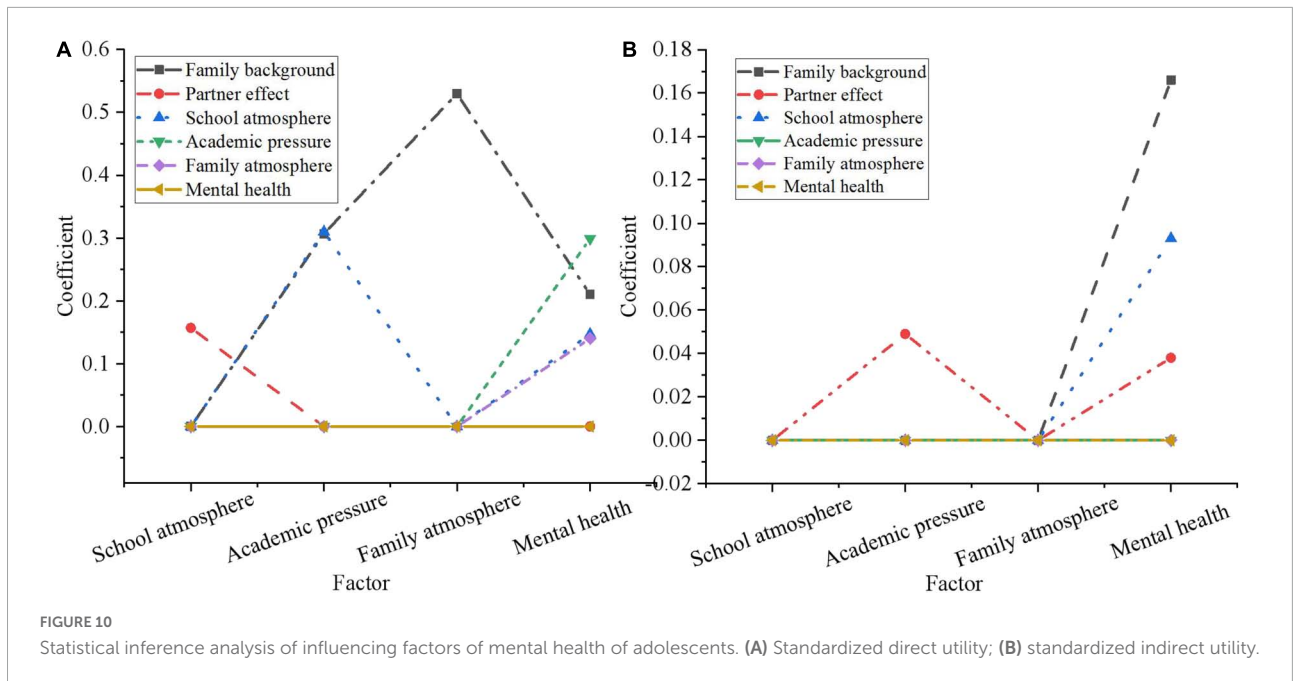 A
0.6
0.5
0.4
0.3
0.2
0.1
0.0
Coefficient
Family background
Partner effect
School atmosphere
Academic pressure
Family atmosphere
Mental health
School atmosphere
Academic pressure
Family atmosphere
Mental health
Factor
B
0.18
0.16
0.14
0.12
0.10
0.08
0.06
0.04
0.02
0.00
-0.02
Coefficient
Family background
Partner effect
School atmosphere
Academic pressure
Family atmosphere
Mental health
School atmosphere
Academic pressure
Family atmosphere
Mental health
Factor
FIGURE 10
Statistical inference analysis of influencing factors of mental health of adolescents. (A) Standardized direct utility; (B) standardized indirect utility.